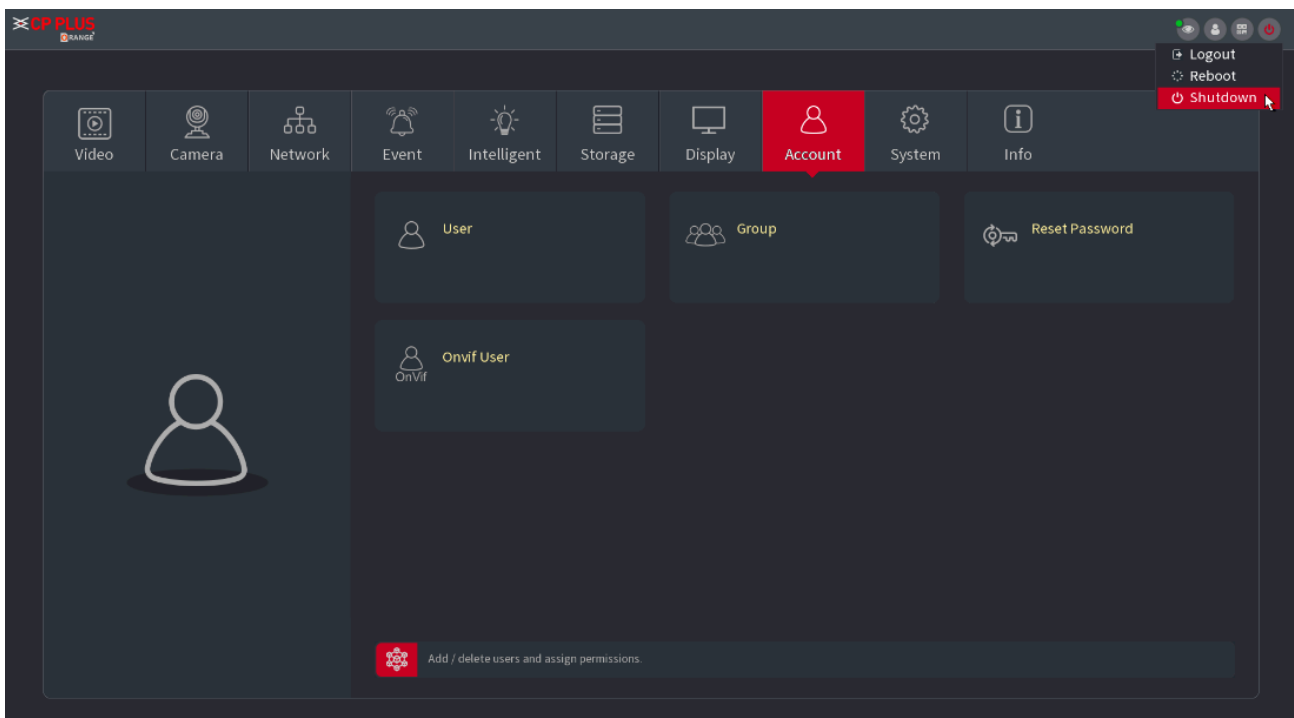 CP PLUS
ORANGE
Logout
Reboot
Shutdown
Video
Camera
Network
Event
Intelligent
Storage
Display
Account
System
Info
User
Group
Reset Password
OnVif
Onvif User
Add / delete users and assign permissions.